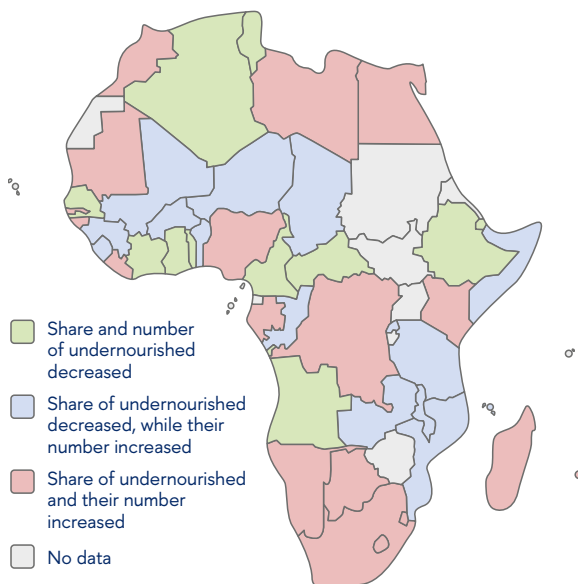 Share and number
of undernourished
decreased
Share of undernourished
decreased, while their
number increased
Share of undernourished
and their number
increased
No data